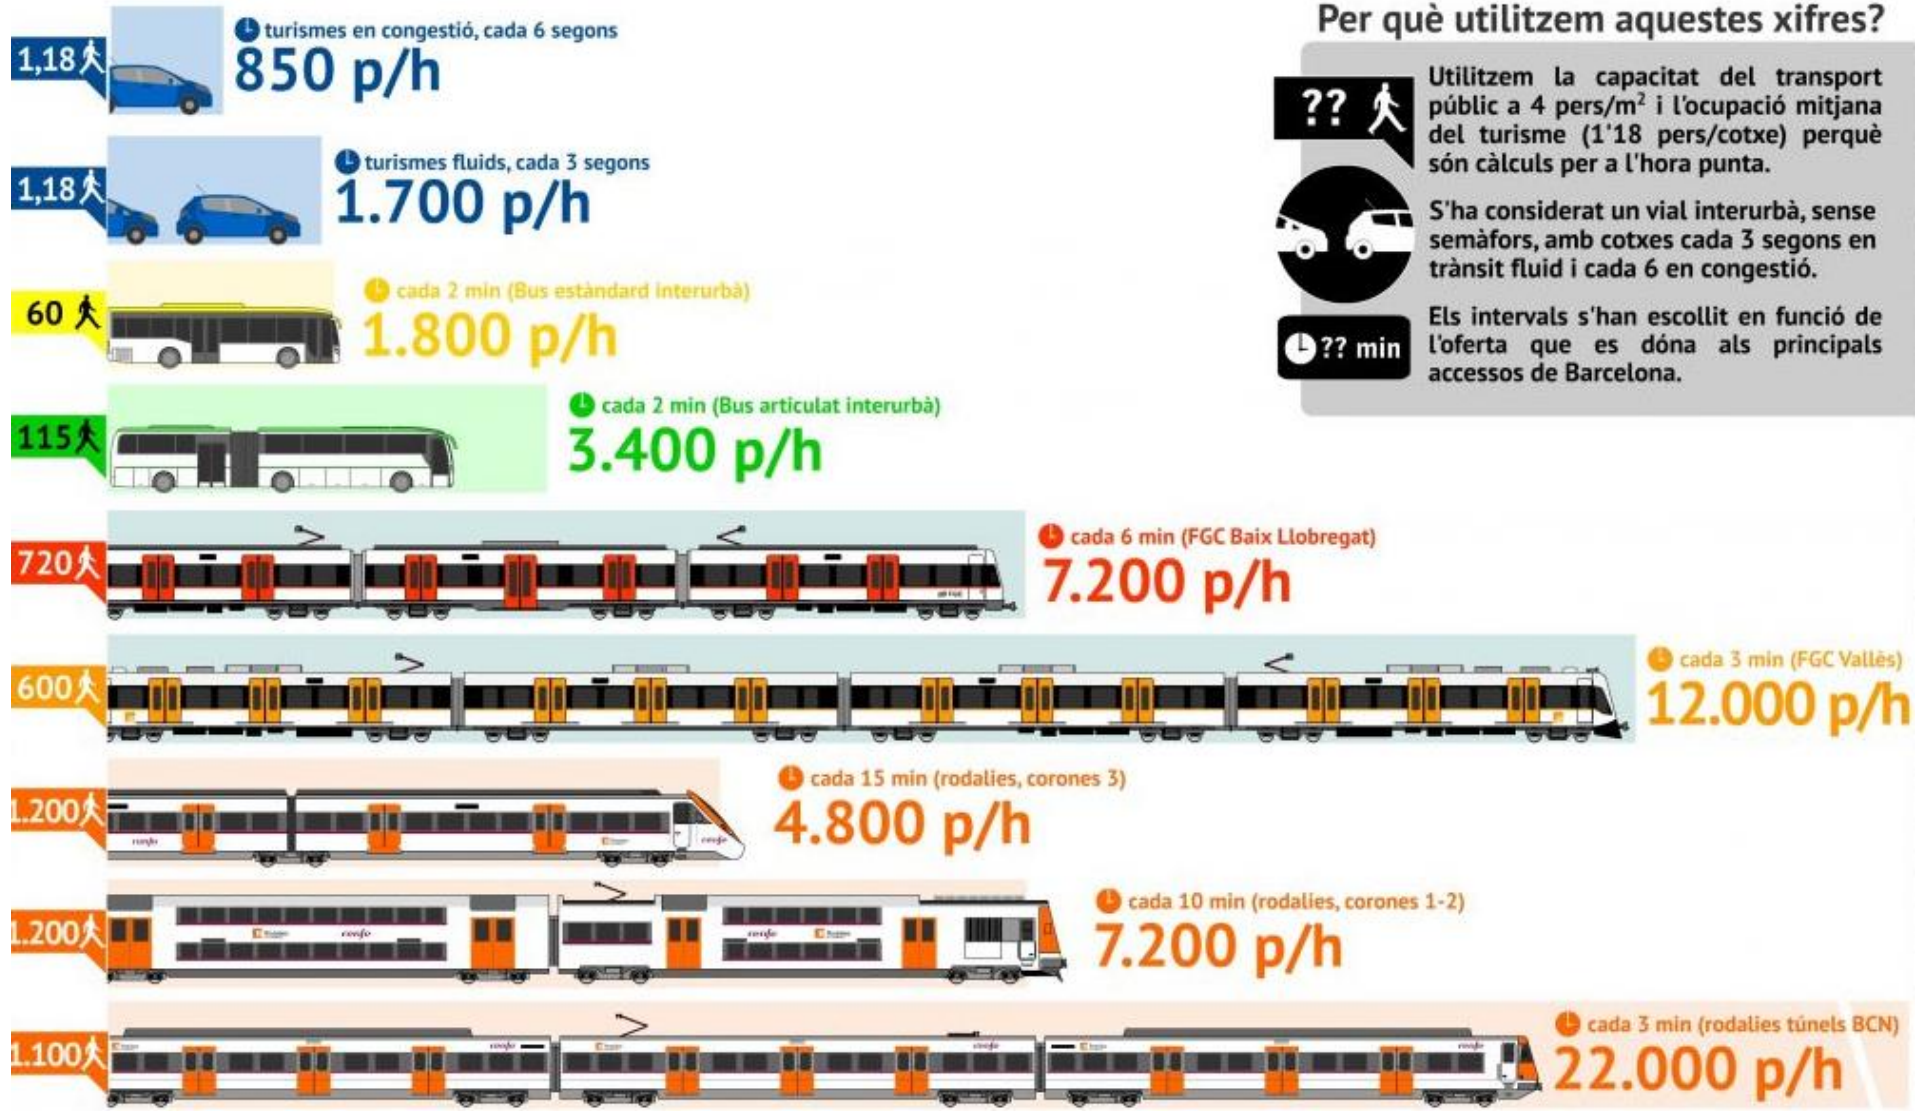 1,18
turismes en congestió, cada 6 segons
850 p/h
1,18
turismes fluids, cada 3 segons
1.700 p/h
60
cada 2 min (Bus estàndard interurbà)
1.800 p/h
115
cada 2 min (Bus articulat interurbà)
3.400 p/h
720
cada 6 min (FGC Baix Llobregat)
7.200 p/h
600
cada 3 min (FGC Vallès)
12.000 p/h
1.200
cada 15 min (rodalies, corones 3)
4.800 p/h
renfe
renfe
1.200
cada 10 min (rodalies, corones 1-2)
7.200 p/h
renfe
renfe
1.100
cada 3 min (rodalies túnels BCN)
22.000 p/h
renfe
renfe
renfe
Per què utilitzem aquestes xifres?
??
Utilitzem la capacitat del transport
públic a 4 pers/m² i l'ocupació mitjana
del turisme (1'18 pers/cotxe) perquè
són càlculs per a l'hora punta.
S'ha considerat un vial interurbà, sense
semàfors, amb cotxes cada 3 segons en
trànsit fluid i cada 6 en congestió.
?? min
Els intervals s'han escollit en funció de
l'oferta que es dóna als principals
accessos de Barcelona.